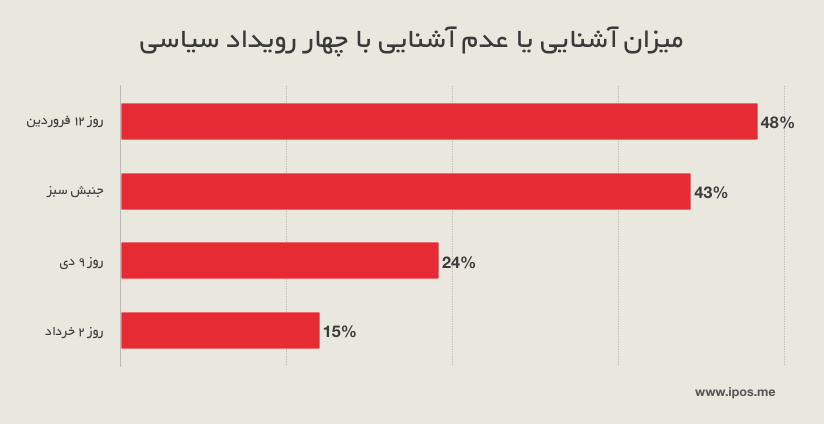 میزان آشنایی یا عدم آشنایی با چهار رویداد سیاسی
روز ۱۲ فروردین
48%
جنبش سبز
43%
روز ۹ دی
24%
روز ۲ خرداد
15%
www.ipos.me